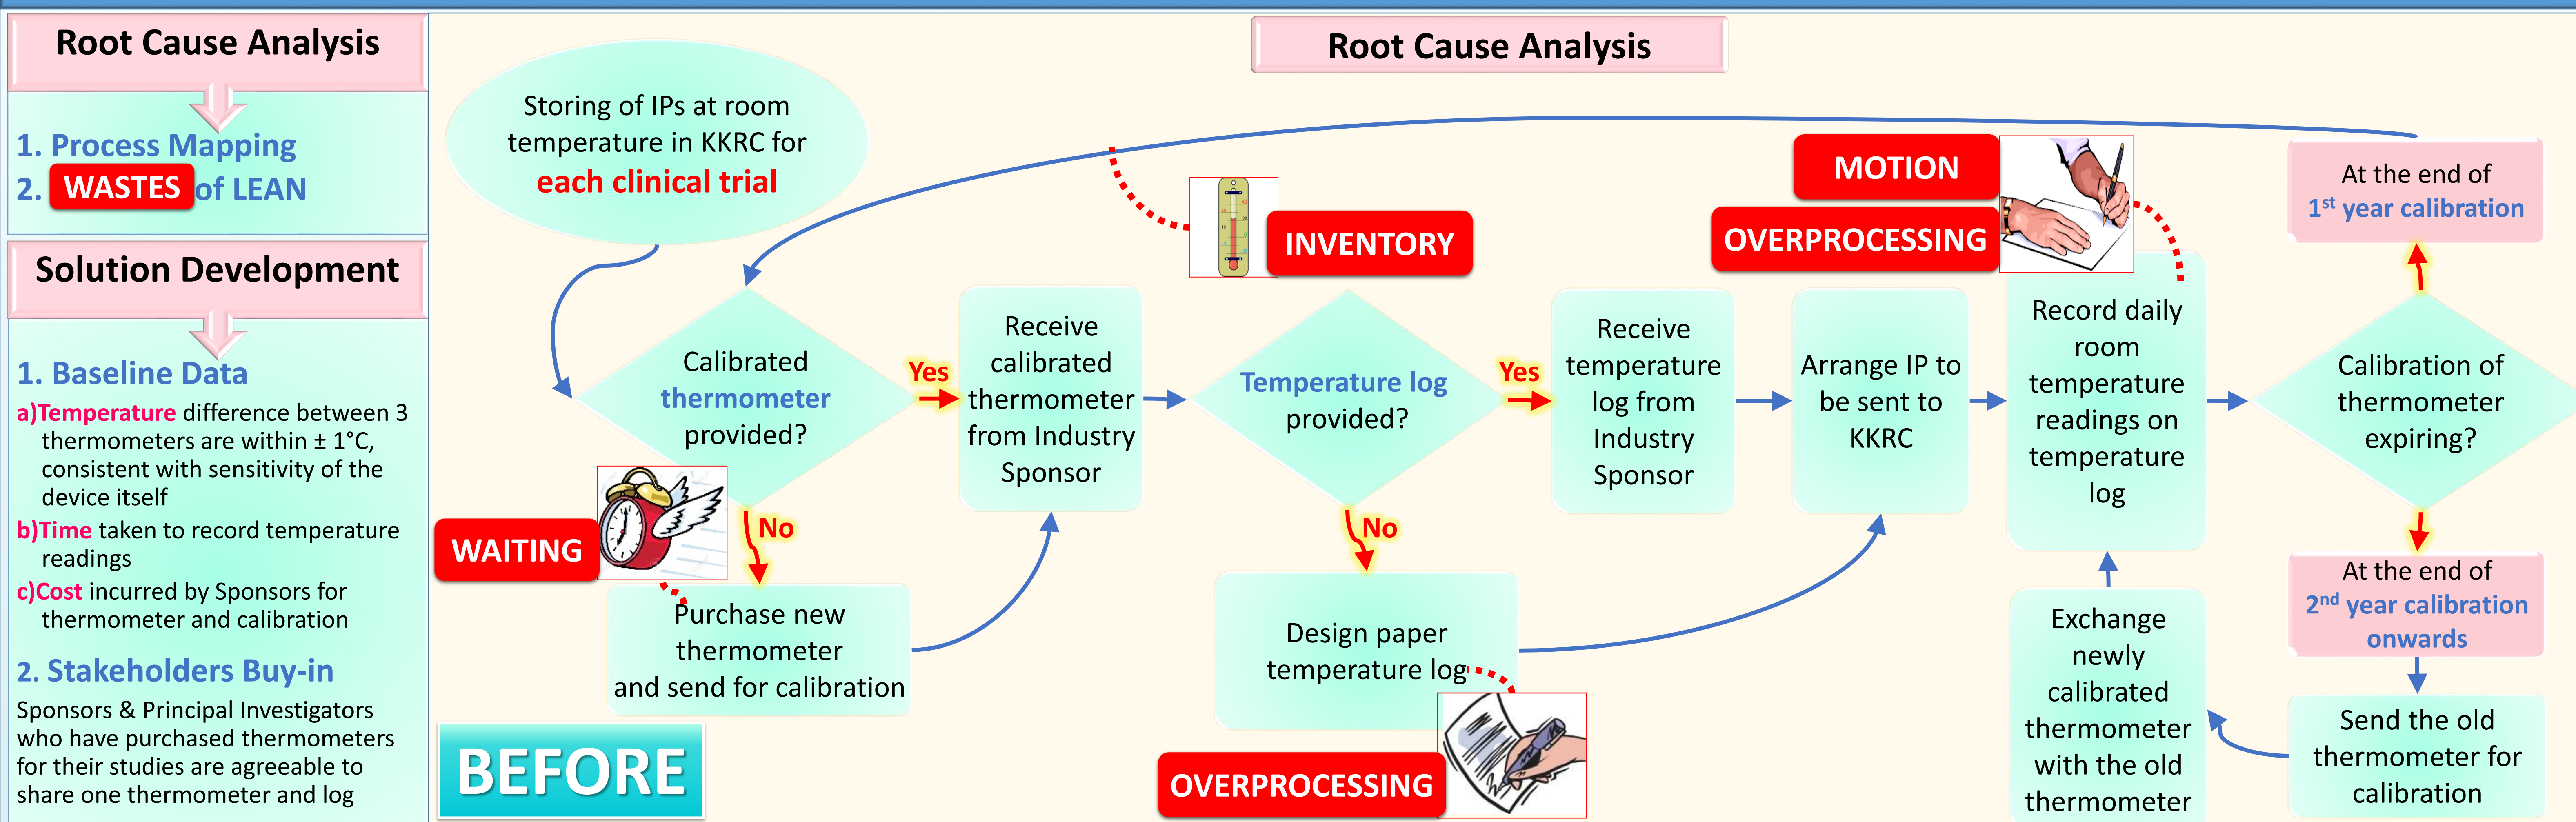 Root Cause Analysis
1. Process Mapping
2. WASTES of LEAN
Solution Development
1. Baseline Data
a)Temperature difference between 3
thermometers are within ± 1°C,
consistent with sensitivity of the
device itself
b)Time taken to record temperature
readings
c)Cost incurred by Sponsors for
thermometer and calibration
2. Stakeholders Buy-in
Sponsors & Principal Investigators
who have purchased thermometers
for their studies are agreeable to
share one thermometer and log
Root Cause Analysis
Storing of IPs at room
temperature in KKRC for
each clinical trial
Calibrated
thermometer
provided?
Yes
No
WAITING
Purchase new
thermometer
and send for calibration
Receive
calibrated
thermometer
from Industry
Sponsor
INVENTORY
Temperature log
provided?
Yes
No
Design paper
temperature log
OVERPROCESSING
Receive
temperature
log from
Industry
Sponsor
Arrange IP to
be sent to
KKRC
MOTION
OVERPROCESSING
Record daily
room
temperature
readings on
temperature
log
Calibration of
thermometer
expiring?
At the end of
1st year calibration
At the end of
2nd year calibration
onwards
Send the old
thermometer for
calibration
Exchange
newly
calibrated
thermometer
with the old
thermometer
BEFORE